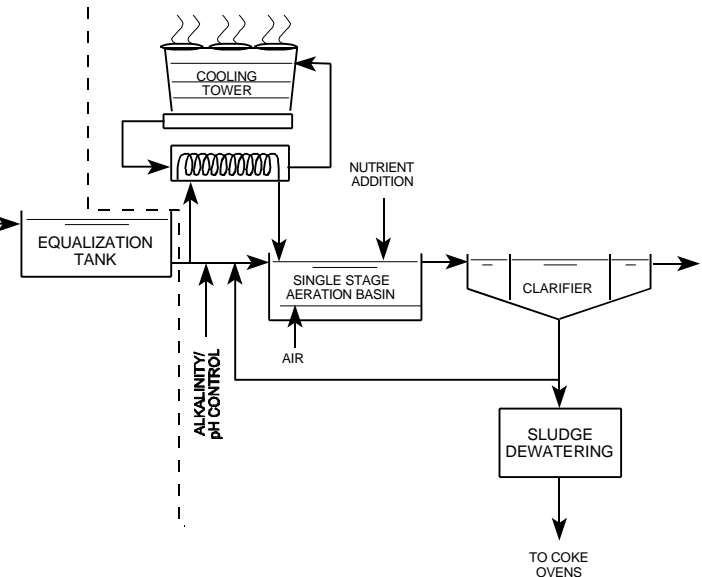 COOLING
TOWER
NUTRIENT
ADDITION
EQUALIZATION
TANK
SINGLE STAGE
AERATION BASIN
CLARIFIER
AIR
ALKALINITY/
pH CONTROL
SLUDGE
DEWATERING
TO COKE
OVENS